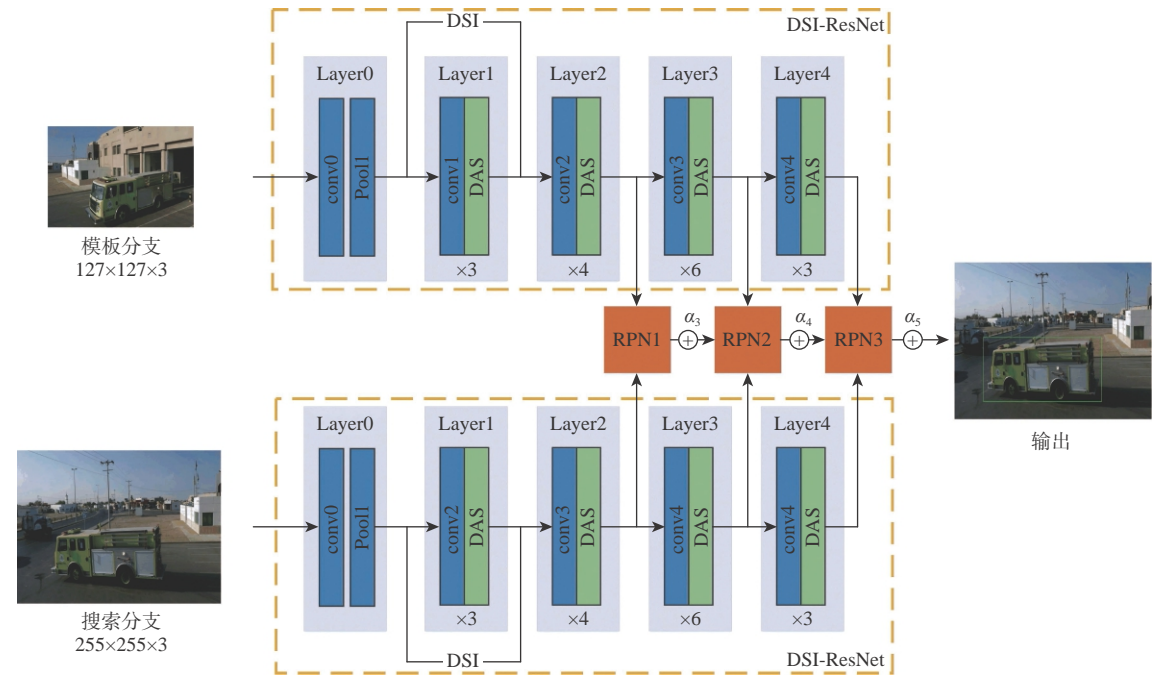 DSI
DSI-ResNet
Layer0
Layer1
Layer2
Layer3
Layer4
conv0
Pool1
conv1
DAS
conv2
DAS
conv3
DAS
conv4
DAS
×3
×4
×6
×3
模板分支
127×127×3
RPN1
α3
RPN2
α4
RPN3
α5
输出
Layer0
Layer1
Layer2
Layer3
Layer4
conv0
Pool1
conv2
DAS
conv3
DAS
conv4
DAS
conv4
DAS
×3
×4
×6
×3
搜索分支
255×255×3
DSI
DSI-ResNet